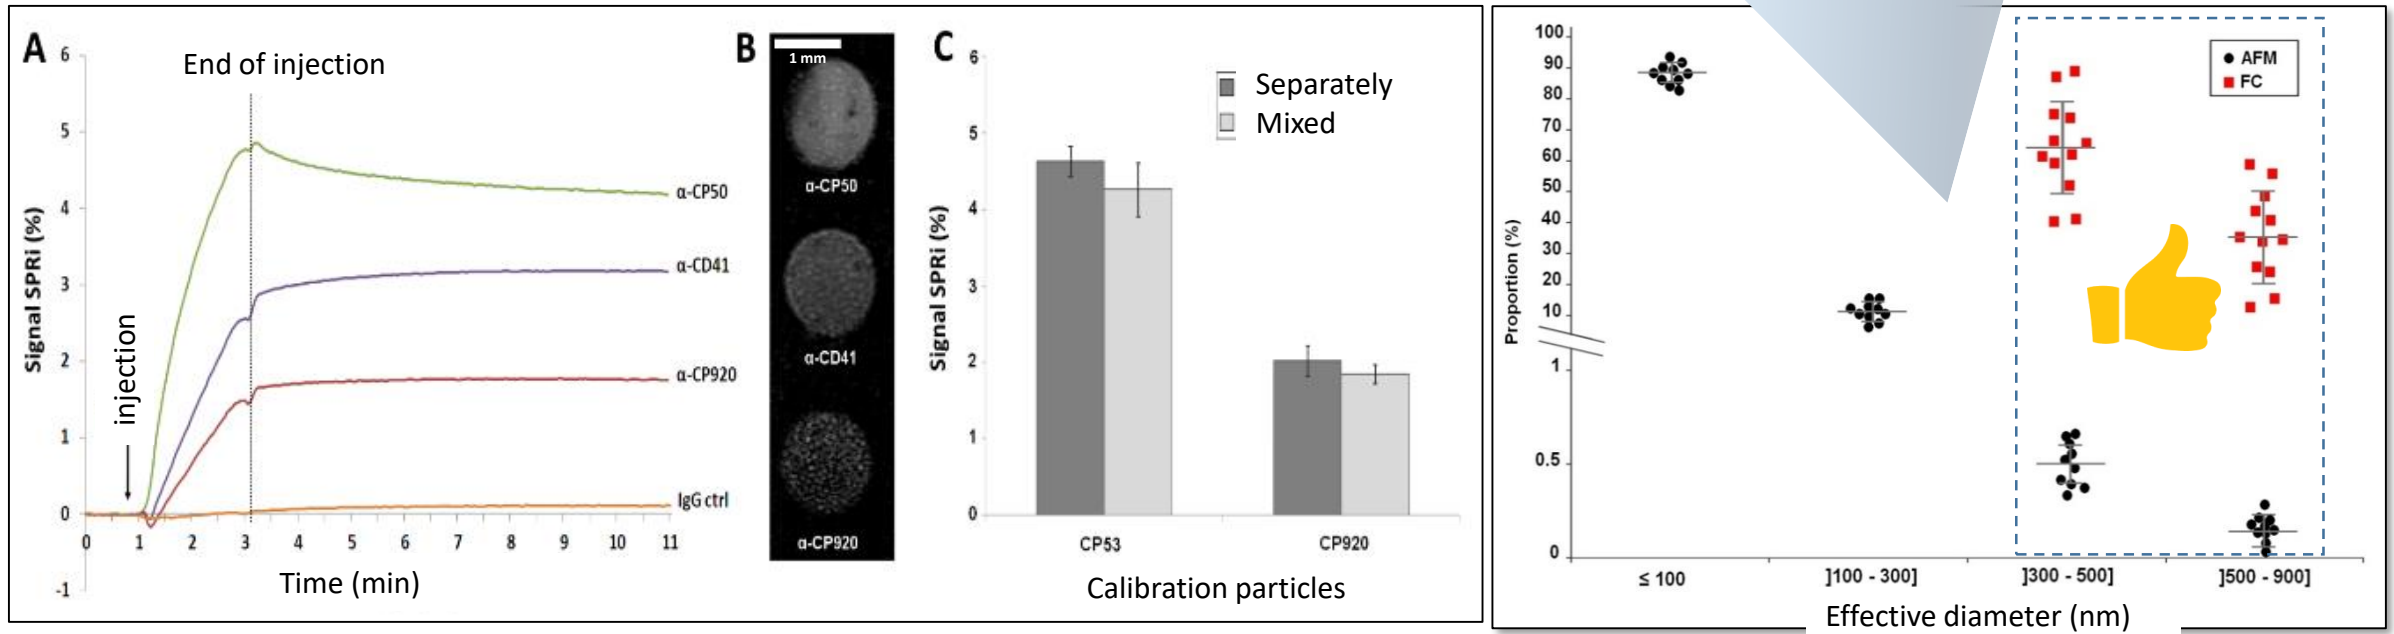 A
Signal SPRi (%)
6
5
4
3
2
1
0
-1
End of injection
injection
α-CP50
α-CD41
α-CP920
IgG ctrl
0 1 2 3 4 5 6 7 8 9 10 11
Time (min)
B
1 mm
α-CP50
α-CD41
α-CP920
C
Signal SPRi (%)
6
5
4
3
2
1
0
Separately
Mixed
CP53 CP920
Calibration particles
Proportion (%)
100
90
80
70
60
50
40
30
20
10
1
0.5
0
AFM
FC
≤ 100 ]100 - 300] ]300 - 500] ]500 - 900]
Effective diameter (nm)